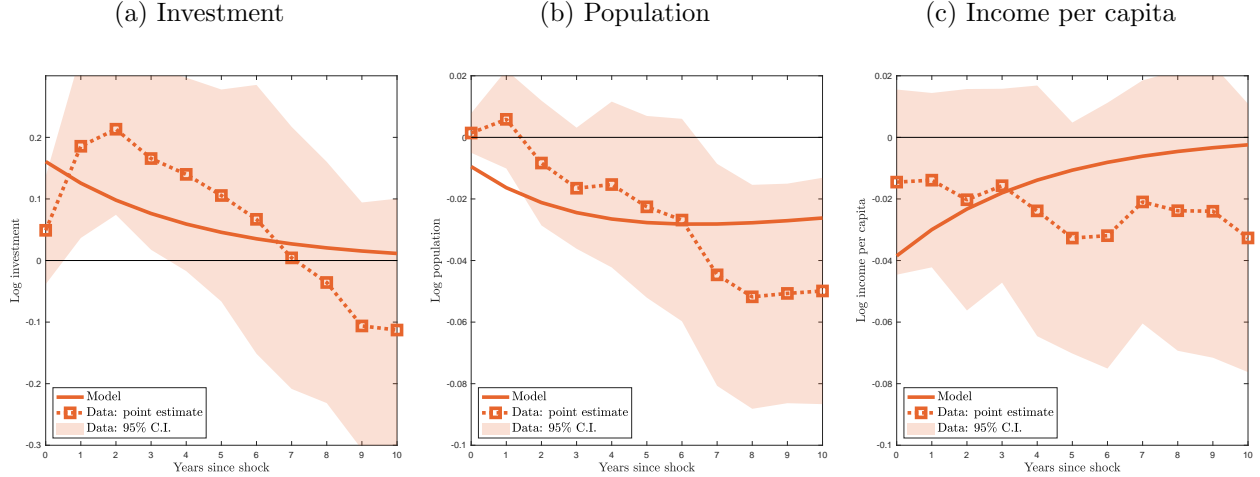 (a) Investment
Log investment
0.2
0.1
0
-0.1
-0.2
-0.3
0 1 2 3 4 5 6 7 8 9 10
Years since shock
Model
Data: point estimate
Data: 95% C.I.
(b) Population
Log population
0.02
0
-0.02
-0.04
-0.06
-0.08
-0.1
0 1 2 3 4 5 6 7 8 9 10
Years since shock
Model
Data: point estimate
Data: 95% C.I.
(c) Income per capita
Log income per capita
0.02
0
-0.02
-0.04
-0.06
-0.08
-0.1
0 1 2 3 4 5 6 7 8 9 10
Years since shock
Model
Data: point estimate
Data: 95% C.I.